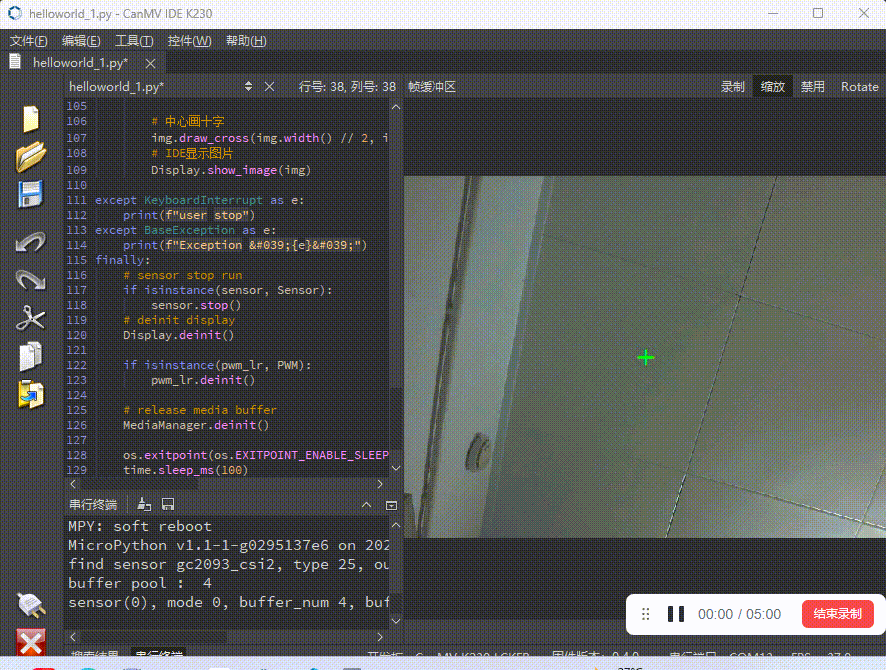 helloworld_1.py - CanMV IDE K230
文件(F) 编辑(E) 工具(T) 控件(W) 帮助(H)
helloworld_1.py*
helloworld_1.py* 行号: 38, 列号: 38 帧缓冲区 录制 缩放 禁用 Rotate
105
106 # 中心画十字
107 img.draw_cross(img.width() // 2, i
108 # IDE显示图片
109 Display.show_image(img)
110
111 except KeyboardInterrupt as e:
112 print(f"user stop")
113 except BaseException as e:
114 print(f"Exception &#039;{e}&#039;")
115 finally:
116 # sensor stop run
117 if isinstance(sensor, Sensor):
118 sensor.stop()
119 # deinit display
120 Display.deinit()
121
122 if isinstance(pwm_lr, PWM):
123 pwm_lr.deinit()
124
125 # release media buffer
126 MediaManager.deinit()
127
128 os.exitpoint(os.EXITPOINT_ENABLE_SLEEP
129 time.sleep_ms(100)
串行终端
MPY: soft reboot
MicroPython v1.1-1-g0295137e6 on 202
find sensor gc2093_csi2, type 25, ou
buffer pool : 4
sensor(0), mode 0, buffer_num 4, buf
00:00 / 05:00 结束录制
搜索结果 串行终端